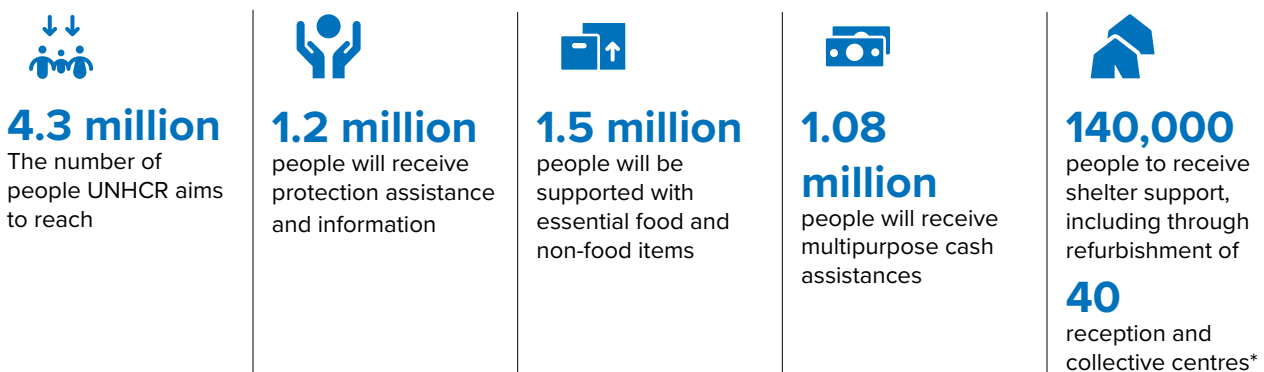 4.3 million
The number of
people UNHCR aims
to reach
1.2 million
people will receive
protection assistance
and information
1.5 million
people will be
supported with
essential food and
non-food items
1.08
million
people will receive
multipurpose cash
assistances
140,000
people to receive
shelter support,
including through
refurbishment of
40
reception and
collective centres*